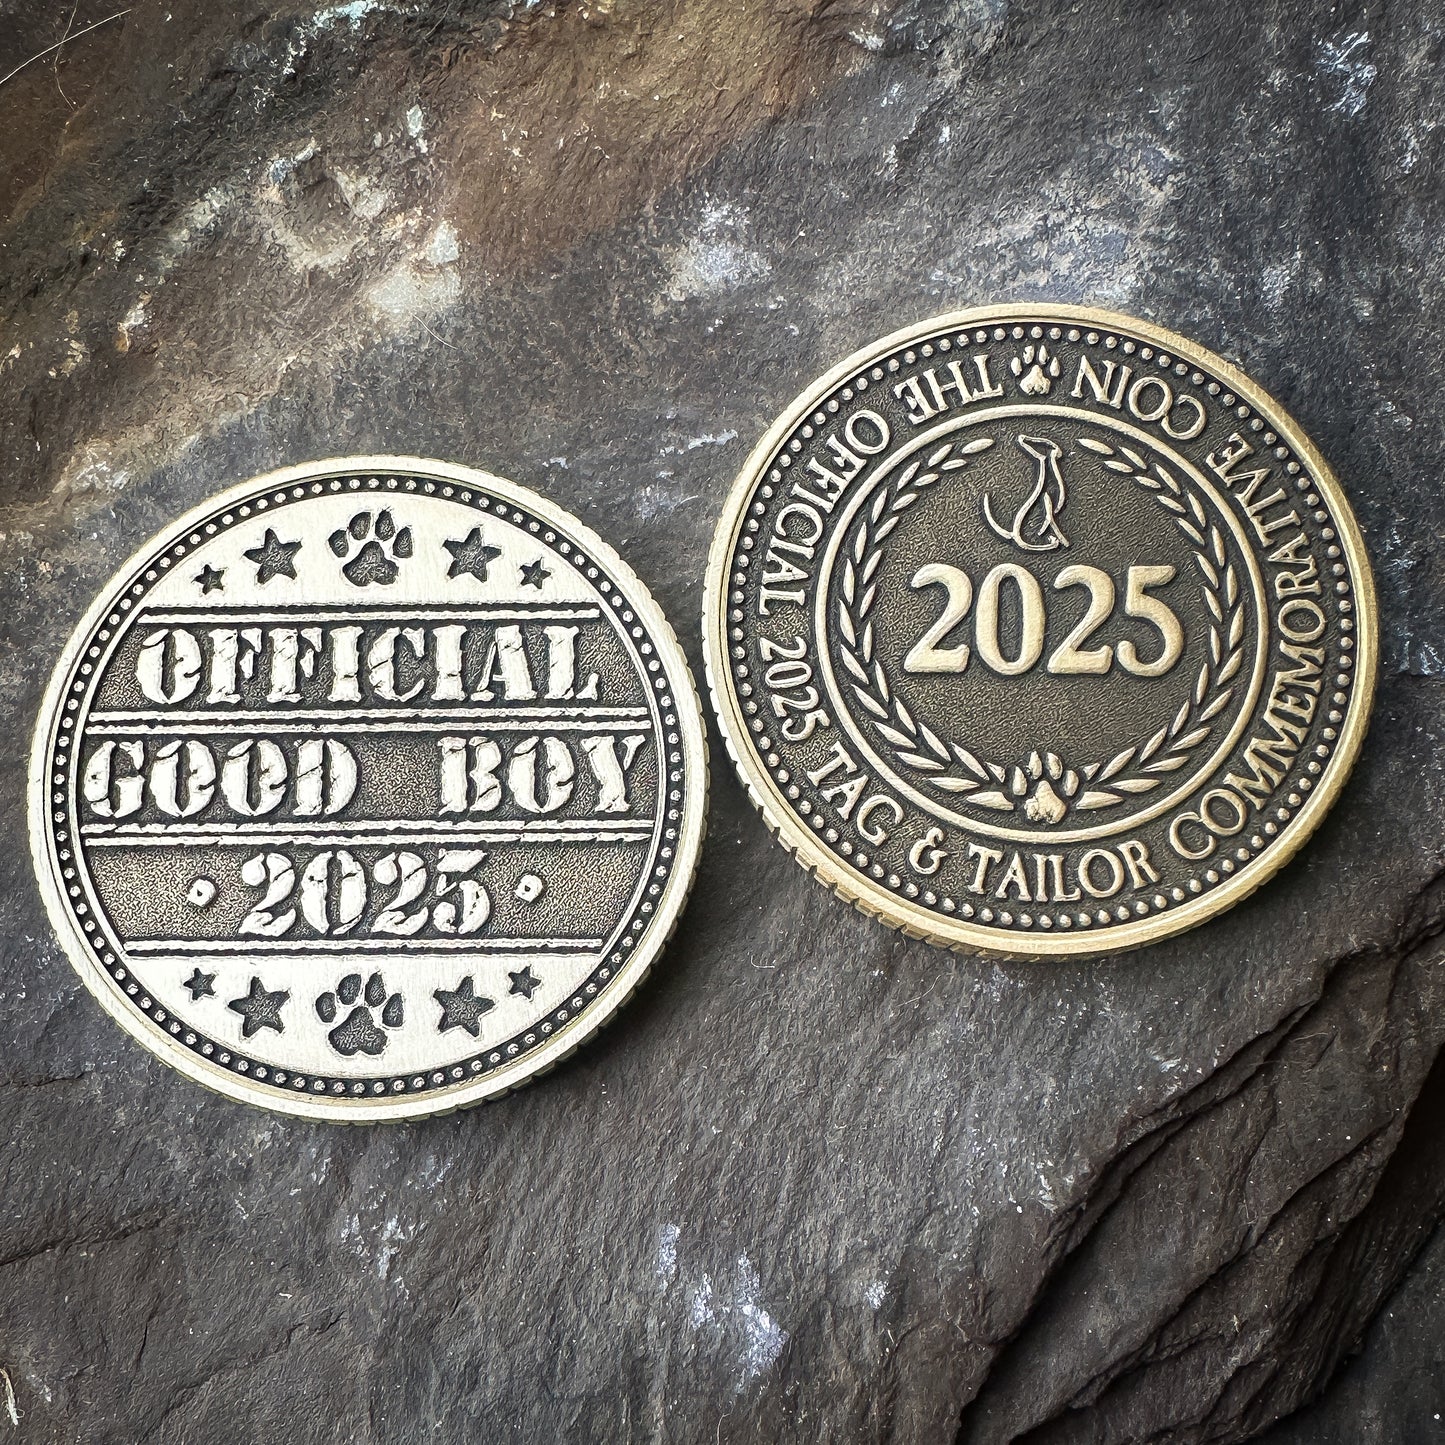 OFFICIAL
GOOD BOY
2025
THE OFFICIAL 2025 TAG & TAILOR COMMEMORATIVE COIN
2025